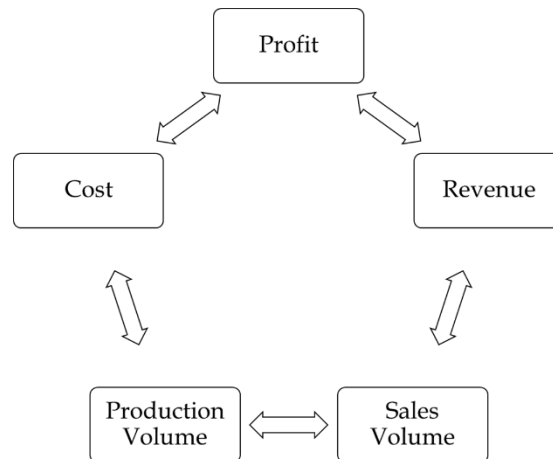 Profit
Cost
Revenue
Production
Volume
Sales
Volume